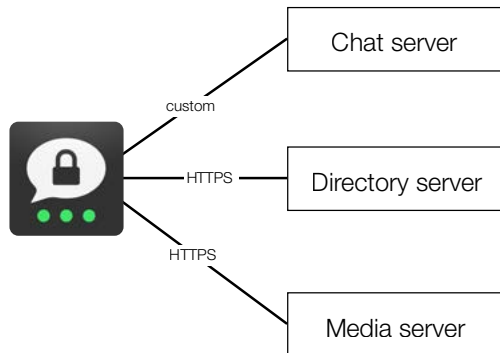 Chat server
custom
HTTPS
Directory server
HTTPS
Media server